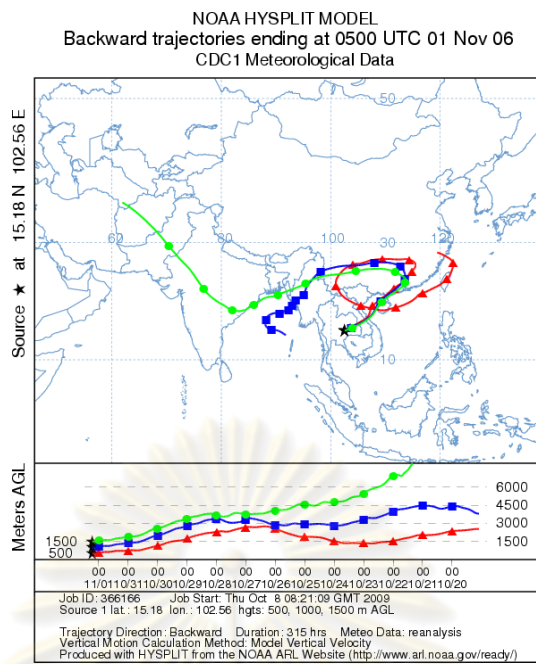 NOAA HYSPLIT MODEL
Backward trajectories ending at 0500 UTC 01 Nov 06
CDC1 Meteorological Data
Source ★ at 15.18 N 102.56 E
50
60
100
30
120
1
10
Meters AGL
6000
4500
3000
1500
1500
500
00 00 00 00 00 00 00 00 00 00 00 00 00
11/01 10/31 10/30 10/29 10/28 10/27 10/26 10/25 10/24 10/23 10/22 10/21 10/20
Job ID: 366166 Job Start: Thu Oct 8 08:21:09 GMT 2009
Source 1 lat.: 15.18 lon.: 102.56 hgts: 500, 1000, 1500 m AGL
Trajectory Direction: Backward Duration: 315 hrs Meteo Data: reanalysis
Vertical Motion Calculation Method: Model Vertical Velocity
Produced with HYSPLIT from the NOAA ARL Website (http://www.arl.noaa.gov/ready/)